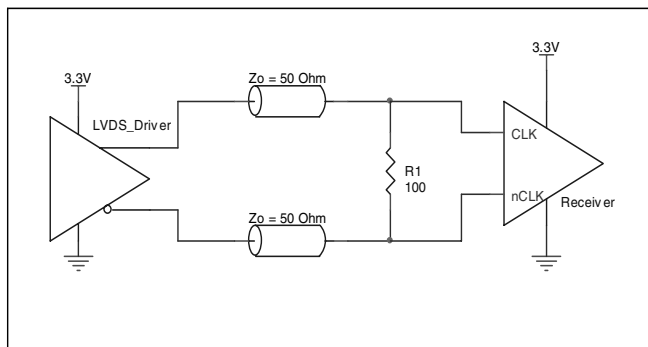 Zo = 50 Ohm
3.3V
3.3V
LVDS_Driver
CLK
R1
100
nCLK
Receiver
Zo = 50 Ohm